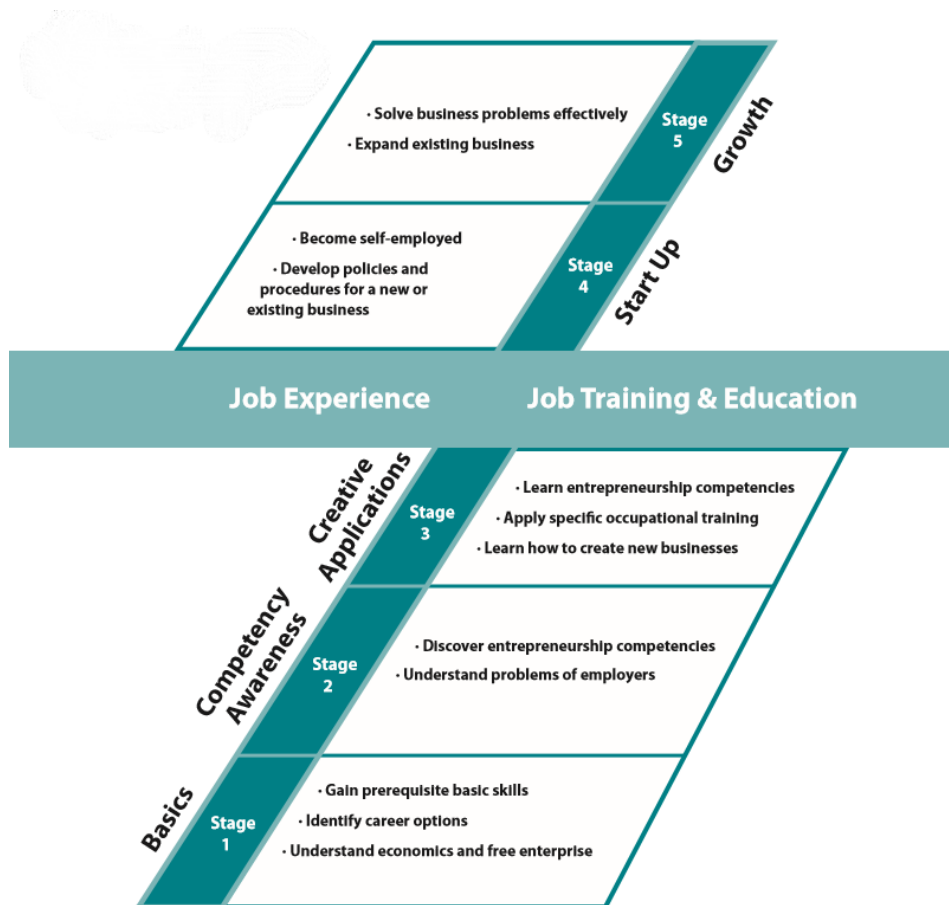 · Solve business problems effectively
· Expand existing business
Stage
5
Growth
· Become self-employed
· Develop policies and
procedures for a new or
existing business
Stage
4
Start Up
Job Experience
Job Training & Education
Creative
Applications
Stage
3
· Learn entrepreneurship competencies
· Apply specific occupational training
· Learn how to create new businesses
Competency
Awareness
Stage
2
· Discover entrepreneurship competencies
· Understand problems of employers
Basics
Stage
1
· Gain prerequisite basic skills
· Identify career options
· Understand economics and free enterprise